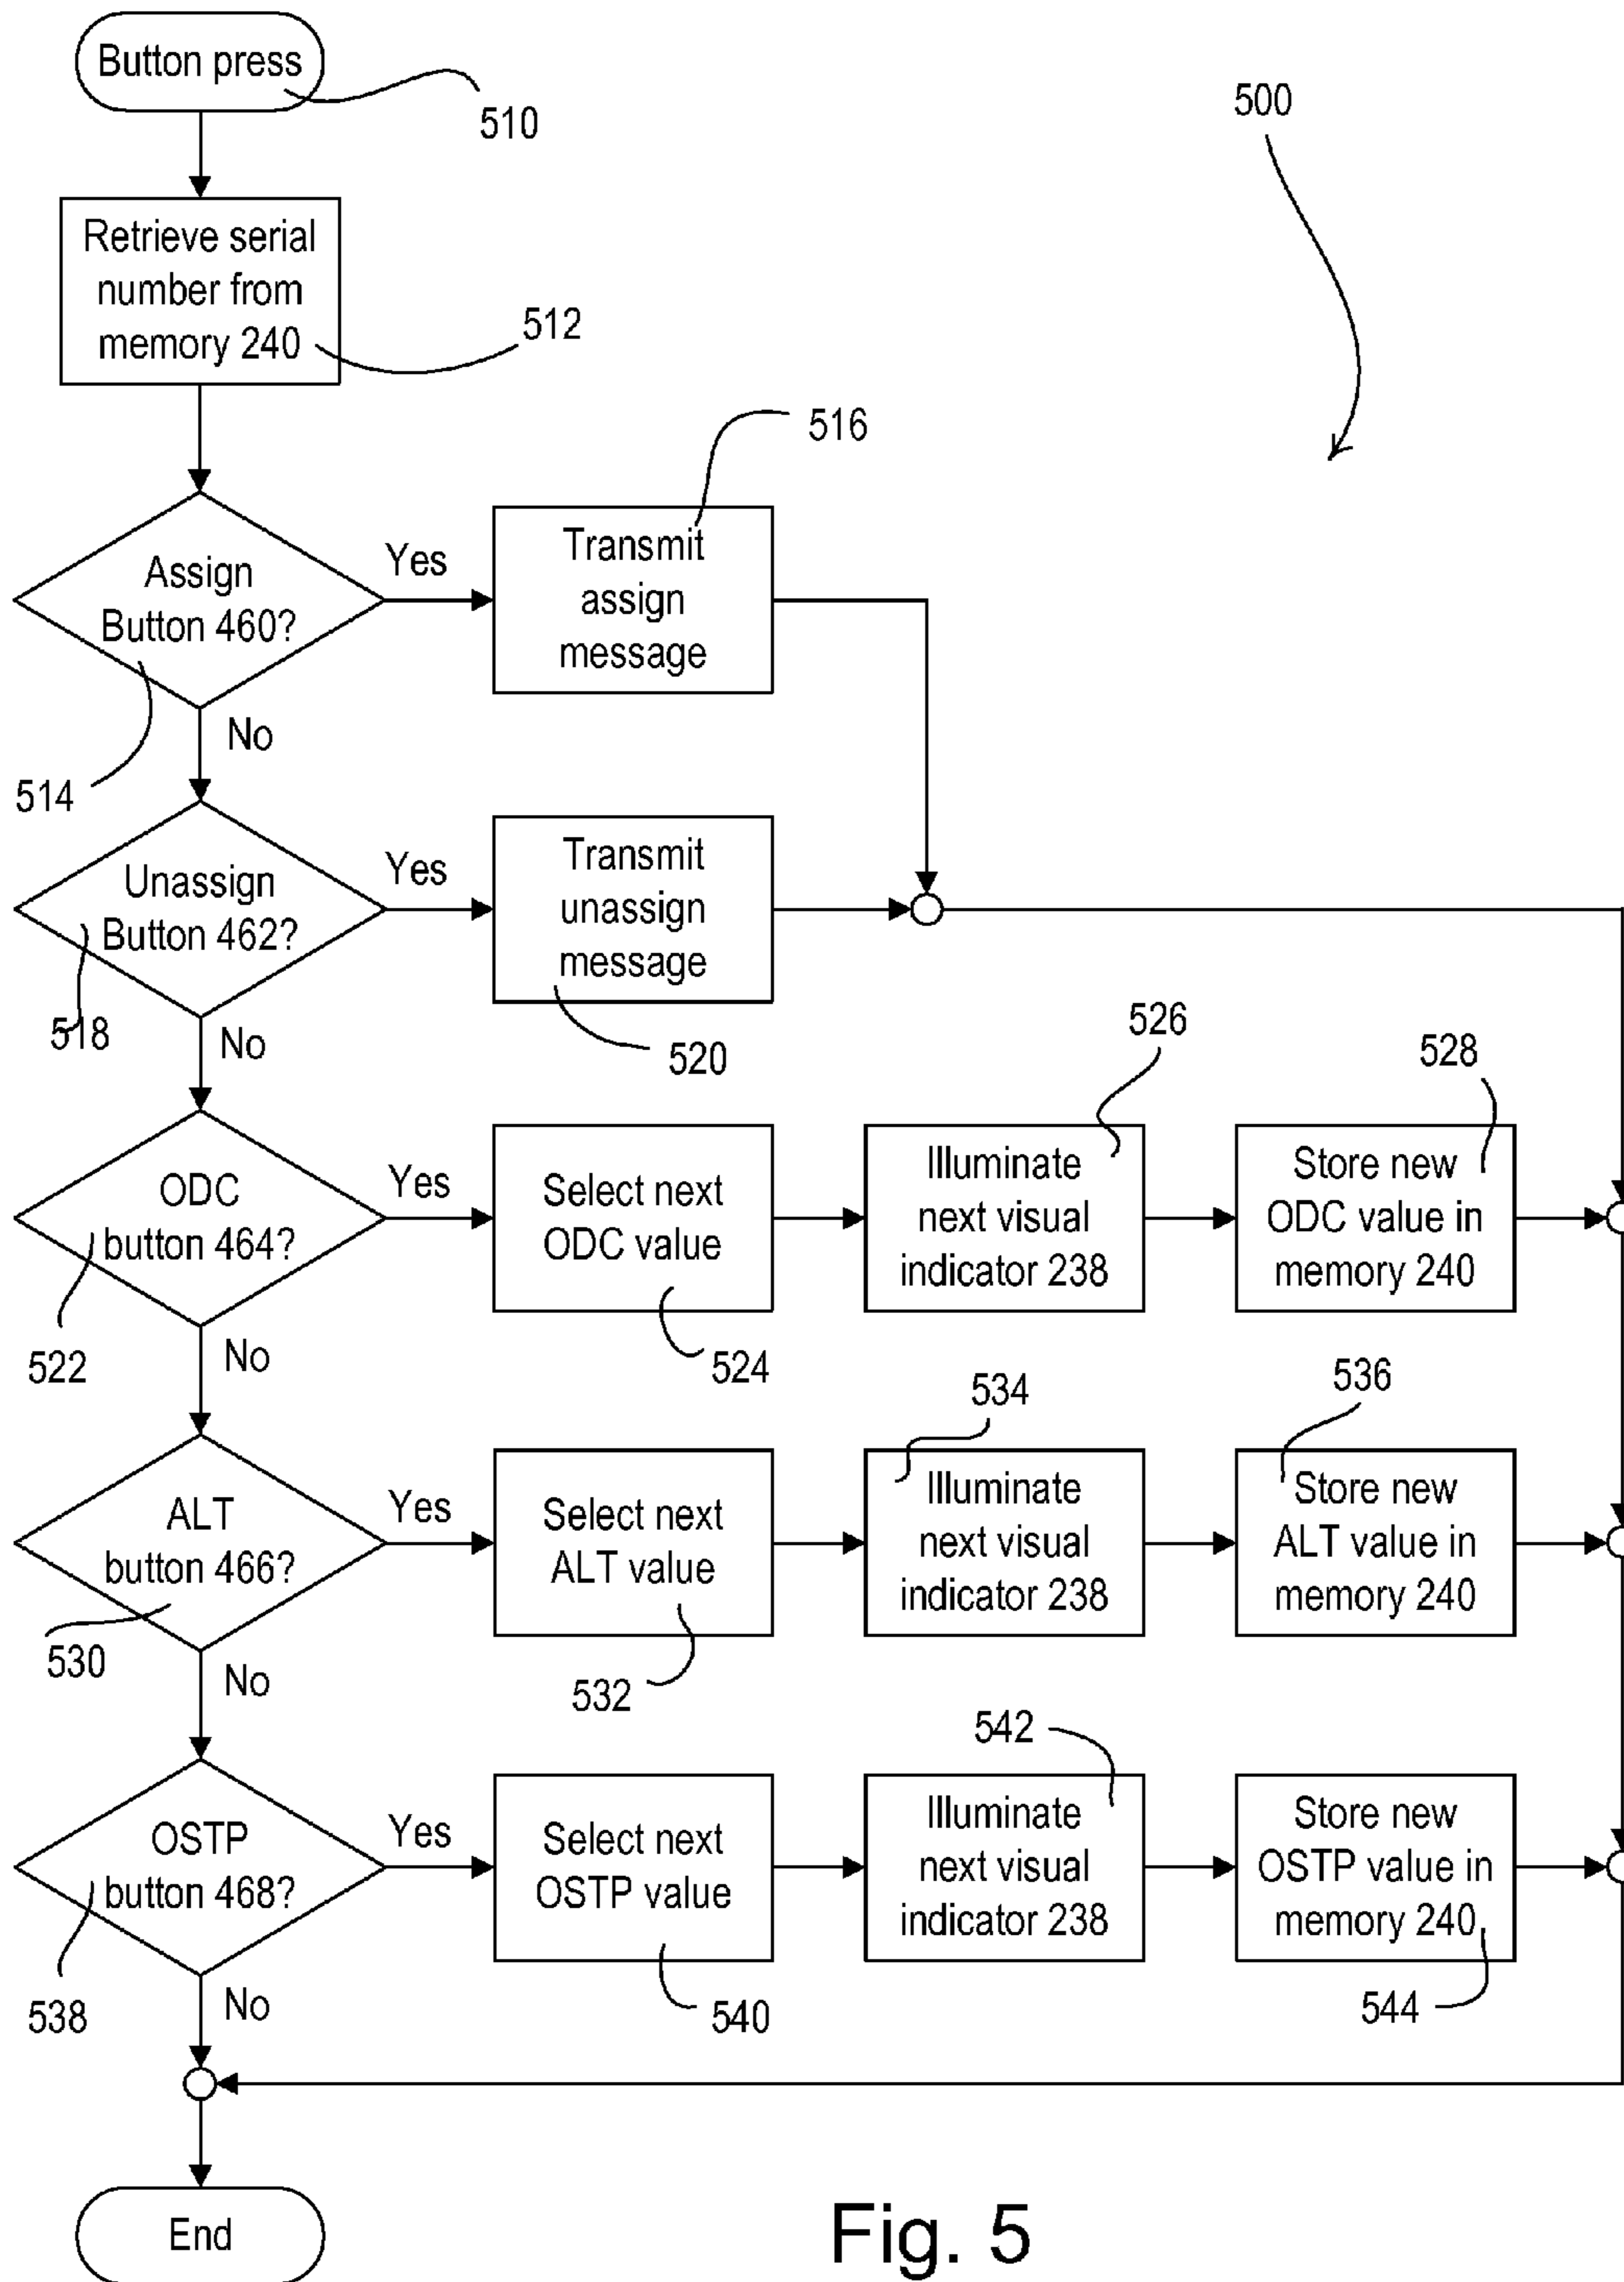 Button press
510
500
Retrieve serial
number from
memory 240
512
516
Assign
Button 460?
Yes
Transmit
assign
message
No
514
Unassign
Button 462?
Yes
Transmit
unassign
message
518
No
520
526
528
ODC
button 464?
Yes
Select next
ODC value
Illuminate
next visual
indicator 238
Store new
ODC value in
memory 240
522
No
524
534
536
ALT
button 466?
Yes
Select next
ALT value
Illuminate
next visual
indicator 238
Store new
ALT value in
memory 240
530
No
532
542
OSTP
button 468?
Yes
Select next
OSTP value
Illuminate
next visual
indicator 238
Store new
OSTP value in
memory 240
538
No
540
544
End
Fig. 5